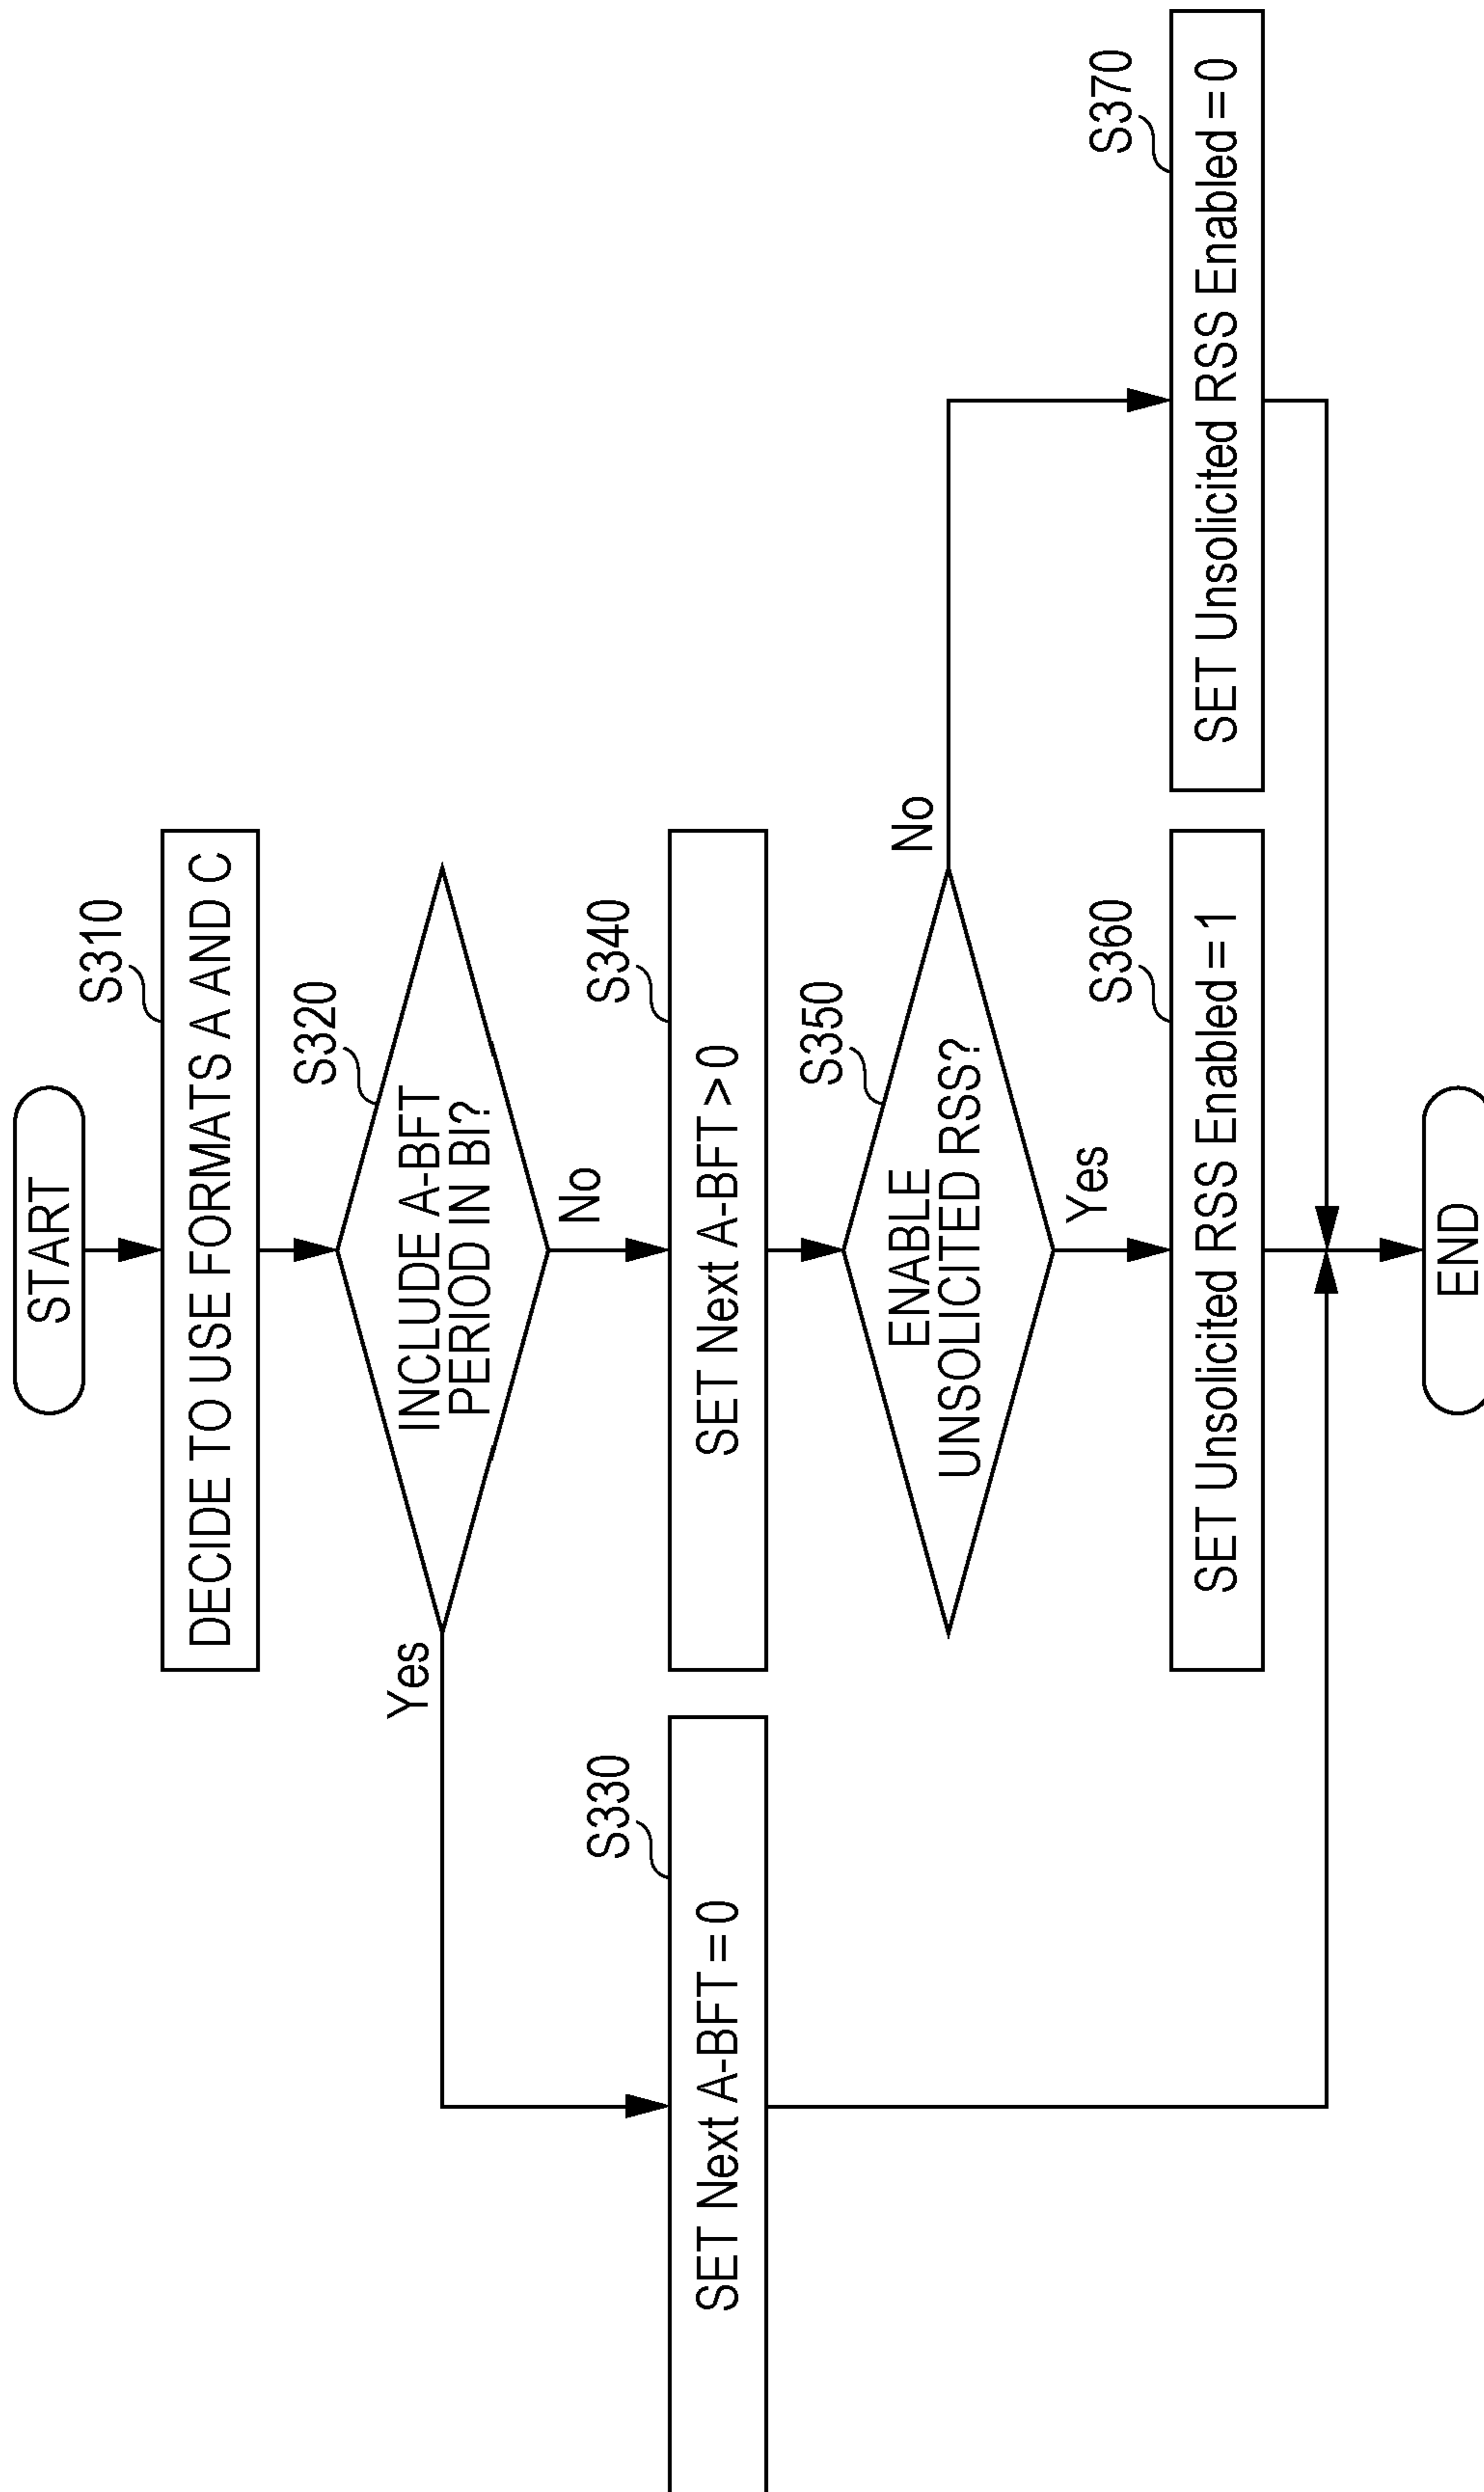 START
S310
DECIDE TO USE FORMATS A AND C
S320
INCLUDE A-BFT
PERIOD IN BI?
Yes
No
S330
SET Next A-BFT = 0
S340
SET Next A-BFT > 0
S350
ENABLE
UNSOLICITED RSS?
No
Yes
S360
SET Unsolicited RSS Enabled = 1
S370
SET Unsolicited RSS Enabled = 0
END